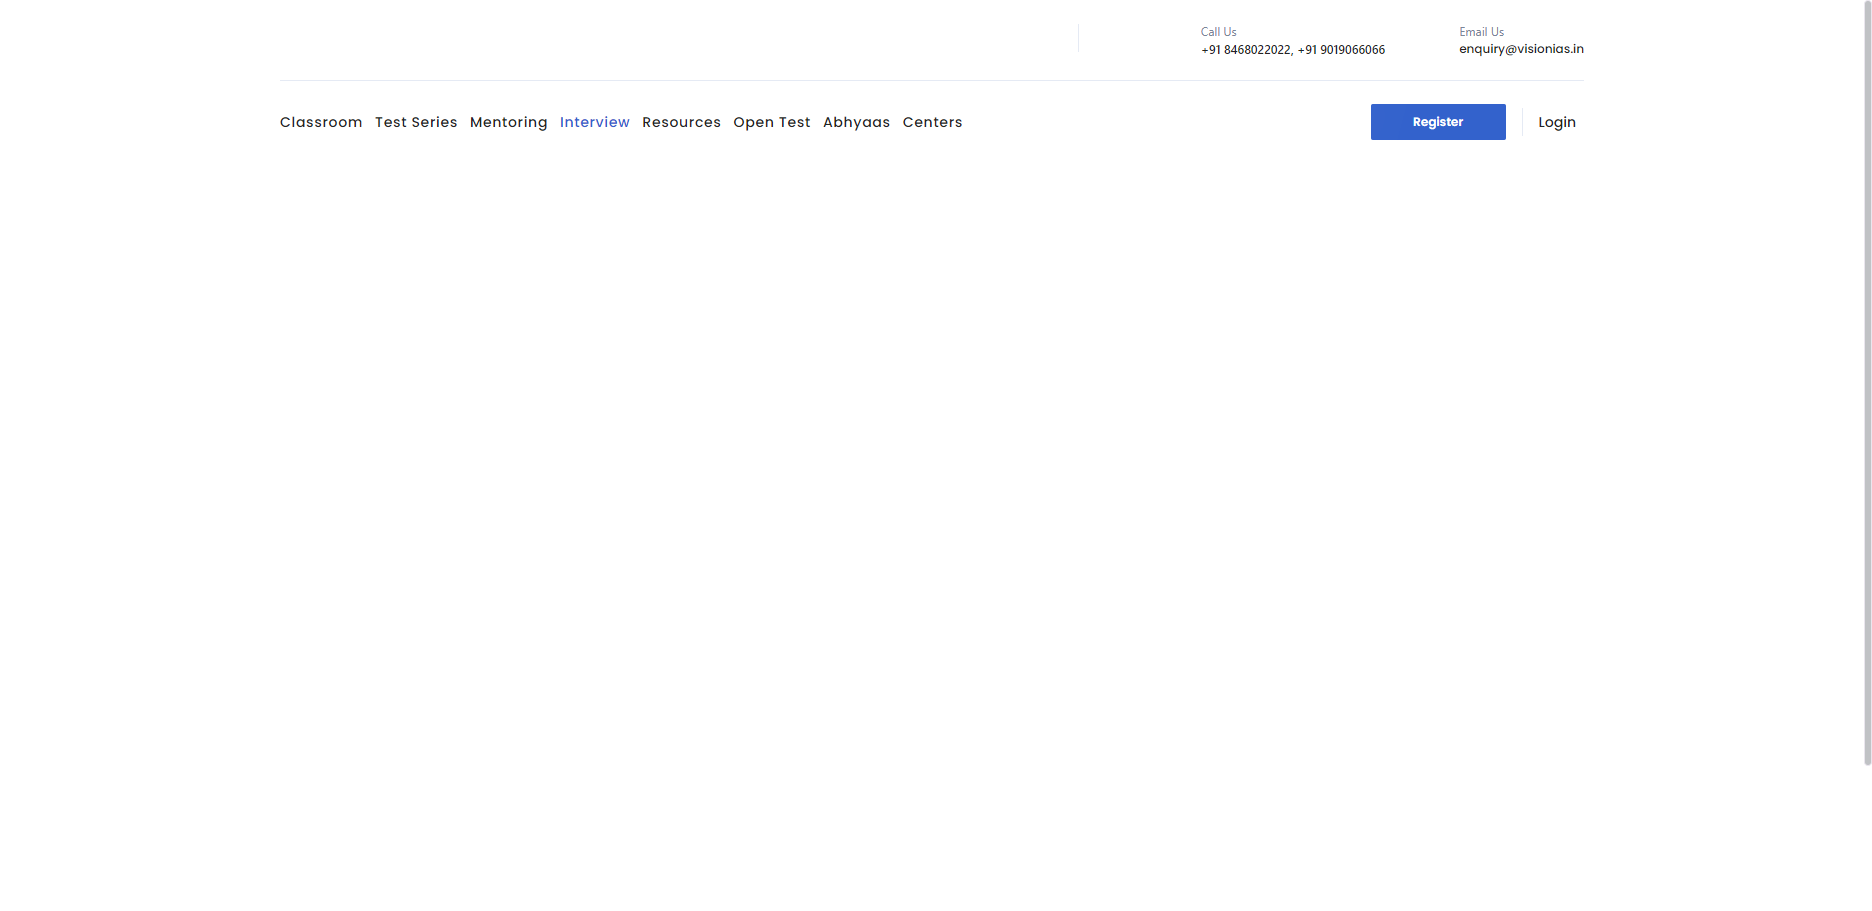 Call Us
+91 8468022022, +91 9019066066
Email Us
enquiry@visionias.in
Classroom Test Series Mentoring Interview Resources Open Test Abhyaas Centers
Register
Login